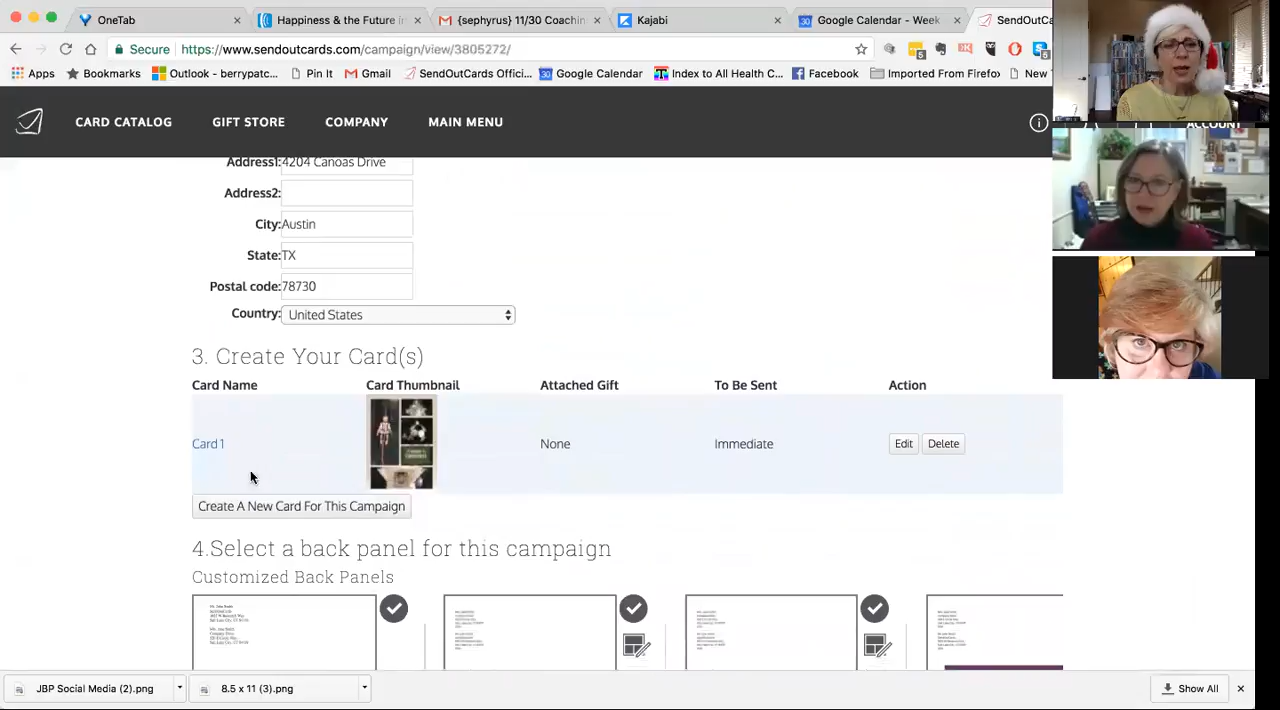 OneTab
Happiness & the Future i
{sephyrus} 11/30 Coachin
Kajabi
Google Calendar - Week
SendOutCa
Secure
https://www.sendoutcards.com/campaign/view/3805272/
5
5
Apps
Bookmarks
Outlook - berrypatc...
Pin It
Gmail
SendOutCards Offici...
Google Calendar
Index to All Health C...
Facebook
Imported From Firefox
New
CARD CATALOG
GIFT STORE
COMPANY
MAIN MENU
ACCOUNT
Address1:
4204 Canoas Drive
Address2:
City:
Austin
State:
TX
Postal code:
78730
Country:
United States
3. Create Your Card(s)
Card Name
Card Thumbnail
Attached Gift
To Be Sent
Action
Card 1
None
Immediate
Edit
Delete
Create A New Card For This Campaign
4.Select a back panel for this campaign
Customized Back Panels
JBP Social Media (2).png
8.5 x 11 (3).png
Show All